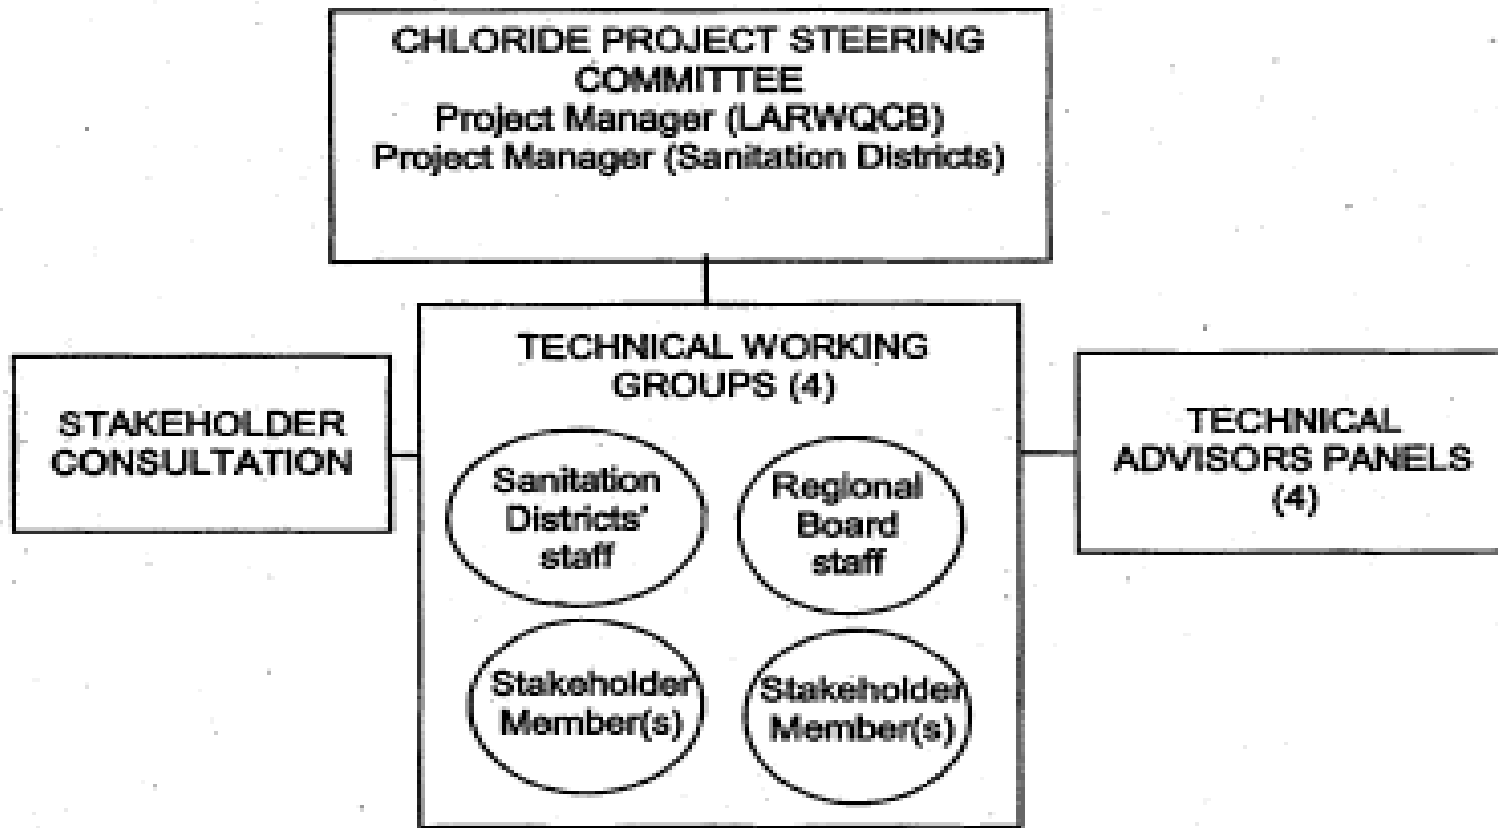 CHLORIDE PROJECT STEERING
COMMITTEE
Project Manager (LARWQCB)
Project Manager (Sanitation Districts)
TECHNICAL WORKING
GROUPS (4)
STAKEHOLDER
CONSULTATION
TECHNICAL
ADVISORS PANELS
(4)
Sanitation
Districts'
staff
Regional
Board
staff
Stakeholder
Member(s)
Stakeholder
Member(s)